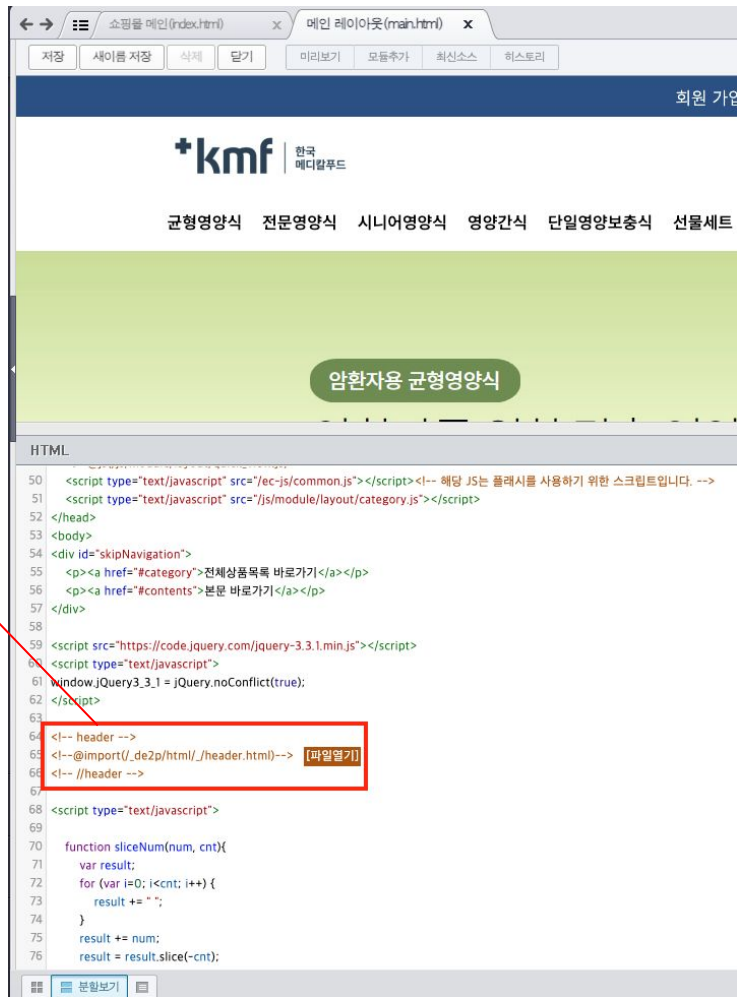 쇼핑몰 메인(index.html) x 메인 레이아웃(main.html) x
저장 새이름 저장 삭제 닫기 미리보기 모듈추가 최신소스 히스토리
회원 가입
+kmf 한국
메디칼푸드
균형영양식 전문영양식 시니어영양식 영양간식 단일영양보충식 선물세트
암환자용 균형영양식
HTML
50 <script type="text/javascript" src="/ec-js/common.js"></script><!-- 해당 JS는 플래시를 사용하기 위한 스크립트입니다. -->
51 <script type="text/javascript" src="/js/module/layout/category.js"></script>
52 </head>
53 <body>
54 <div id="skipNavigation">
55 <p><a href="#category">전체상품목록 바로가기</a></p>
56 <p><a href="#contents">본문 바로가기</a></p>
57 </div>
58
59 <script src="https://code.jquery.com/jquery-3.3.1.min.js"></script>
60 <script type="text/javascript">
61 window.jQuery3_3_1 = jQuery.noConflict(true);
62 </script>
63
64 <!-- header -->
65 <!--@import(/_de2p/html/_/header.html)--> [파일열기]
66 <!-- //header -->
67
68 <script type="text/javascript">
69
70 function sliceNum(num, cnt){
71 var result;
72 for (var i=0; i<cnt; i++) {
73 result += " ";
74 }
75 result += num;
76 result = result.slice(-cnt);
분할보기